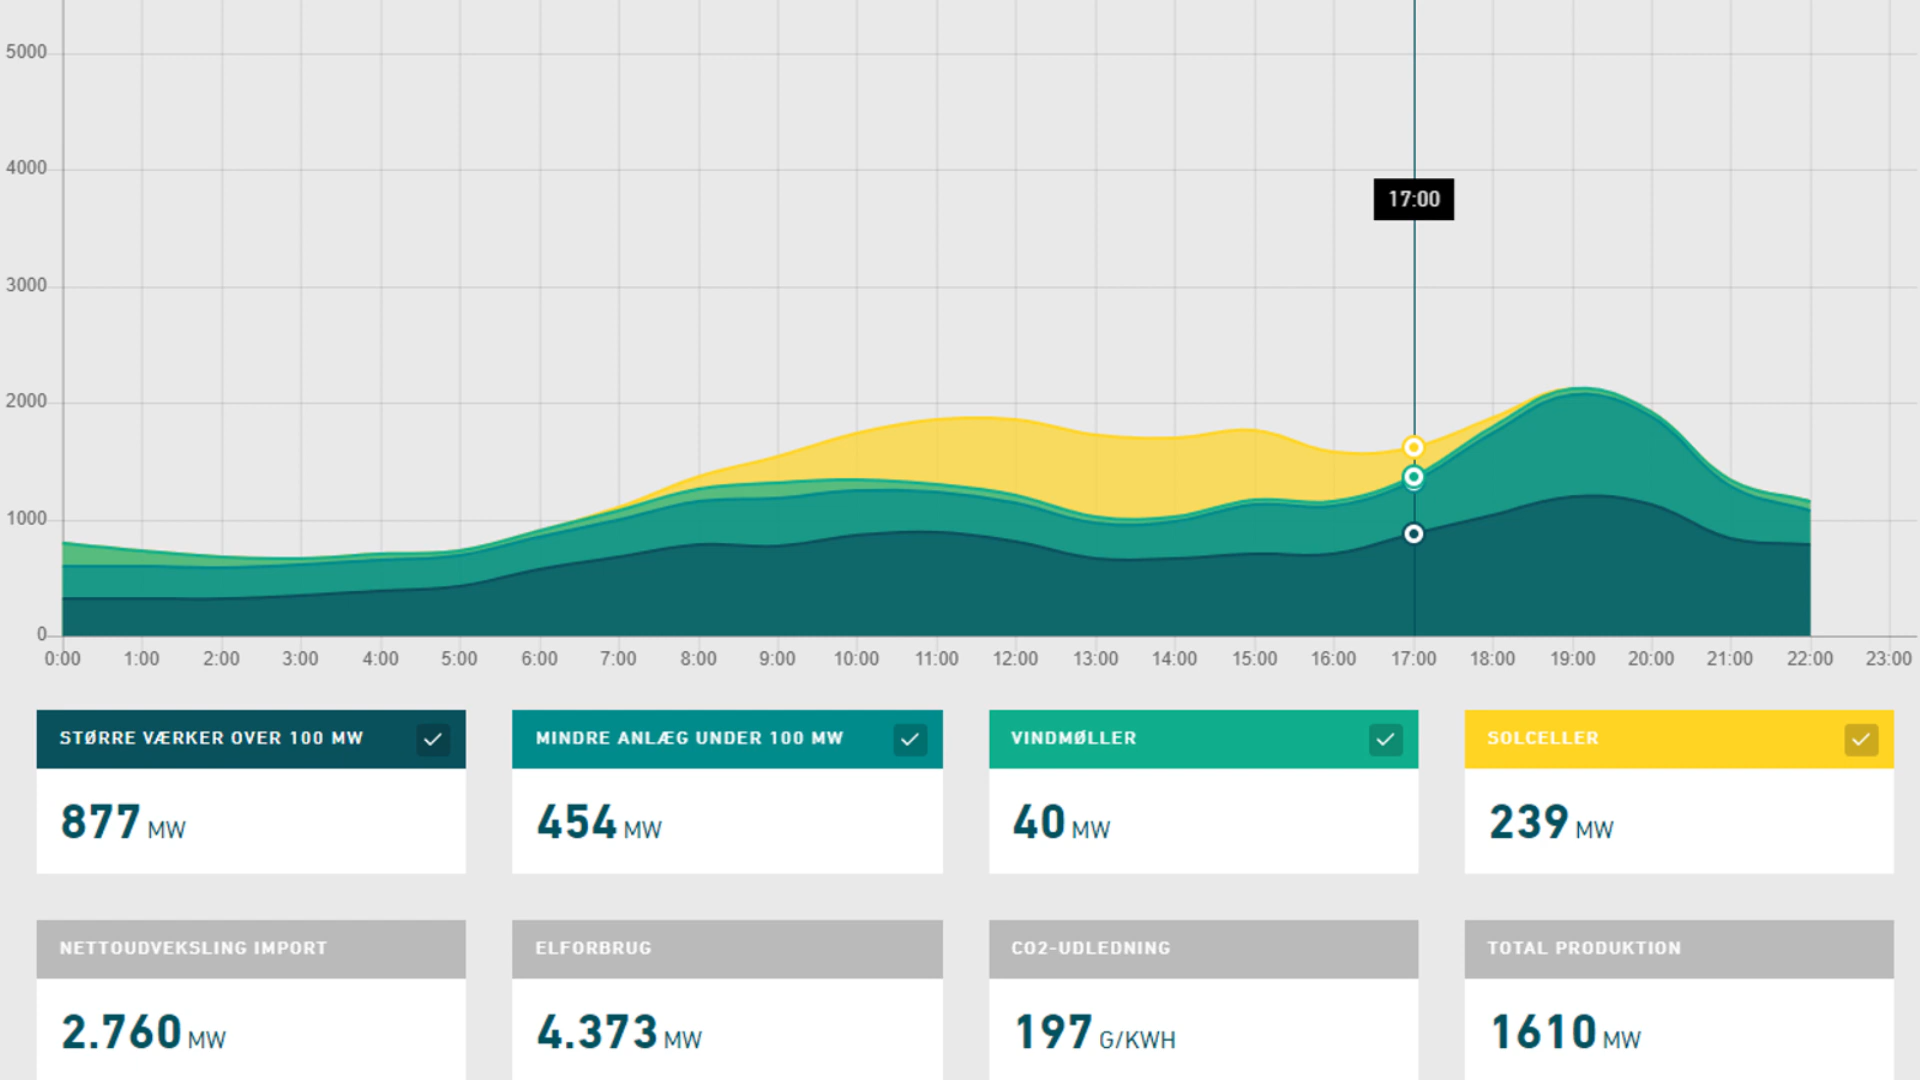 5000
4000
17:00
3000
2000
1000
0
0:00 1:00 2:00 3:00 4:00 5:00 6:00 7:00 8:00 9:00 10:00 11:00 12:00 13:00 14:00 15:00 16:00 17:00 18:00 19:00 20:00 21:00 22:00 23:00
STØRRE VÆRKER OVER 100 MW
877 MW
MINDRE ANLÆG UNDER 100 MW
454 MW
VINDMØLLER
40 MW
SOLCELLER
239 MW
NETTOUDVEKSLING IMPORT
2.760 MW
ELFORBRUG
4.373 MW
CO2-UDLEDNING
197 G/KWH
TOTAL PRODUKTION
1610 MW